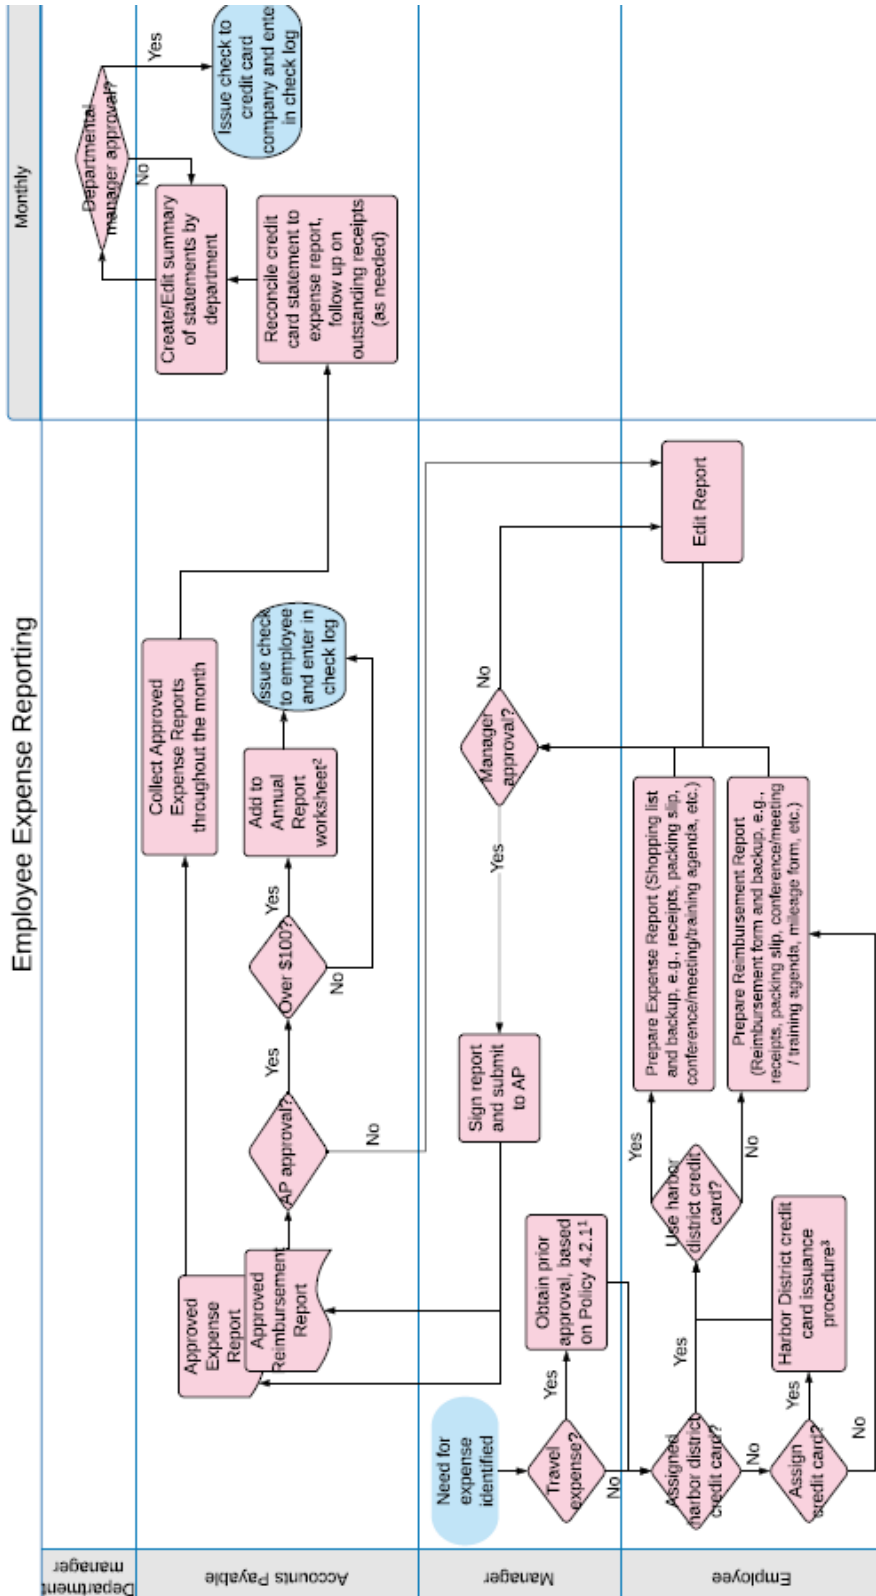 Employee Expense Reporting
Monthly
Department
manager
Departmental
manager approval?
Yes
No
Accounts Payable
Approved
Expense
Report
Approved
Reimbursement
Report
AP approval?
Yes
No
Over $100?
Yes
No
Add to
Annual
Report
worksheet²
Issue check
to employee
and enter in
check log
Collect Approved
Expense Reports
throughout the month
Reconcile credit
card statement to
expense report,
follow up on
outstanding receipts
(as needed)
Create/Edit summary
of statements by
department
Issue check to
credit card
company and enter
in check log
Manager
Need for
expense
identified
Travel
expense?
Yes
No
Obtain prior
approval, based
on Policy 4.2.1¹
Sign report
and submit
to AP
Yes
Manager
approval?
No
Employee
Assigned
harbor district
credit card?
Yes
No
Assign
credit card?
Yes
No
Harbor District credit
card issuance
procedure³
Use harbor
district credit
card?
Yes
No
Prepare Expense Report (Shopping list
and backup, e.g., receipts, packing slip,
conference/meeting/training agenda, etc.)
Prepare Reimbursement Report
(Reimbursement form and backup, e.g.,
receipts, packing slip, conference/meeting
/ training agenda, mileage form, etc.)
Edit Report